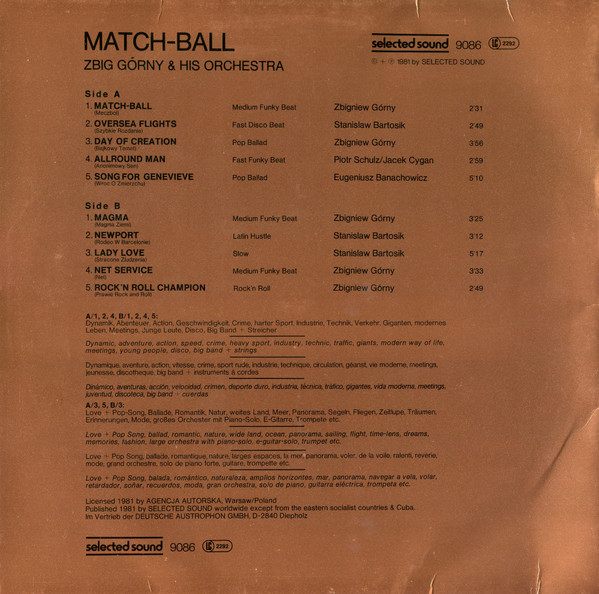 MATCH-BALL
ZBIG GÓRNY & HIS ORCHESTRA
selected sound 9086 LC 2292
© + ℗ 1981 by SELECTED SOUND
Side A
1. MATCH-BALL Medium Funky Beat Zbigniew Górny 2'31
(Meczbol)
2. OVERSEA FLIGHTS Fast Disco Beat Stanislaw Bartosik 2'49
(Szybkie Rozdanie)
3. DAY OF CREATION Pop Ballad Zbigniew Górny 3'56
(Bajkowy Temat)
4. ALLROUND MAN Fast Funky Beat Piotr Schulz/Jacek Cygan 2'59
(Anonimowy Sen)
5. SONG FOR GENEVIEVE Pop Ballad Eugeniusz Banachowicz 5'10
(Wroc O Zmierzchu)
Side B
1. MAGMA Medium Funky Beat Zbigniew Górny 3'25
(Magma Ziemi)
2. NEWPORT Latin Hustle Stanislaw Bartosik 3'12
(Rodeo W Barcelonie)
3. LADY LOVE Slow Stanislaw Bartosik 5'17
(Stracone Zludzenie)
4. NET SERVICE Medium Funky Beat Zbigniew Górny 3'33
(Net)
5. ROCK'N ROLL CHAMPION Rock'n Roll Zbigniew Górny 2'49
(Prawie Rock and Roll)
A/1, 2, 4, B/1, 2, 4, 5:
Dynamik, Abenteuer, Action, Geschwindigkeit, Crime, harter Sport, Industrie, Technik, Verkehr, Giganten, modernes
Leben, Meetings, Junge Leute, Disco, Big Band + Streicher
Dynamic, adventure, action, speed, crime, heavy sport, industry, technic, traffic, giants, modern way of life,
meetings, young people, disco, big band + strings
Dynamique, aventure, action, vitesse, crime, sport rude, industrie, technique, circulation, géanst, vie moderne, meetings,
jeunesse, discotheque, big band + instruments à cordes
Dinámico, aventuras, acción, velocidad, crimen, deporte duro, industria, técnica, tráfico, gigantes, vida moderna, meetings,
juventud, discoteca, big band + cuerdas
A/3, 5, B/3:
Love + Pop-Song, Ballade, Romantik, Natur, weites Land, Meer, Panorama, Segeln, Fliegen, Zeitlupe, Träumen,
Erinnerungen, Mode, großes Orchester mit Piano-Solo, E-Gitarre, Trompete etc.
Love + Pop Song, ballad, romantic, nature, wide land, ocean, panorama, sailing, flight, time-lens, dreams,
memories, fashion, large orchestra with piano-solo, e-guitar-solo, trumpet etc.
Love + Pop Song, ballade, romantique, nature, larges espaces, la mer, panorama, voler, de la voile, ralenti, reverie,
mode, grand orchestre, solo de piano forte, guitare, trompette etc.
Love + Pop Song, balada, romántico, naturaleza, amplios horizontes, mar, panorama, navegar a vela, volar,
retardador, soñar, recuerdos, moda, gran orquestra, solo de piano, guitarra eléctrica, trompeta etc.
Licensed 1981 by AGENCJA AUTORSKA, Warsaw/Poland
Published 1981 by SELECTED SOUND worldwide except from the eastern socialist countries & Cuba.
Im Vertrieb der DEUTSCHE AUSTROPHON GMBH, D-2840 Diepholz
selected sound 9086 LC 2292